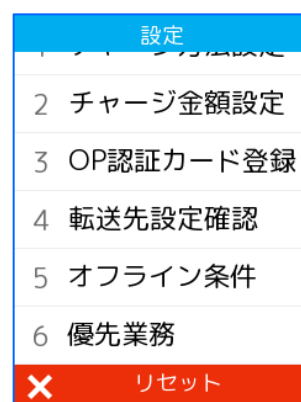 設定
2 チャージ金額設定
3 OP認証カード登録
4 転送先設定確認
5 オフライン条件
6 優先業務
リセット